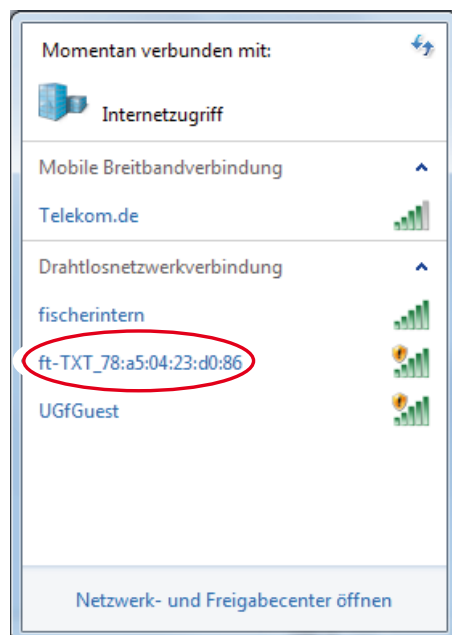 Momentan verbunden mit:
Internetzugriff
Mobile Breitbandverbindung
Telekom.de
Drahtlosnetzwerkverbindung
fischerintern
ft-TXT_78:a5:04:23:d0:86
UGfGuest
Netzwerk- und Freigabecenter öffnen